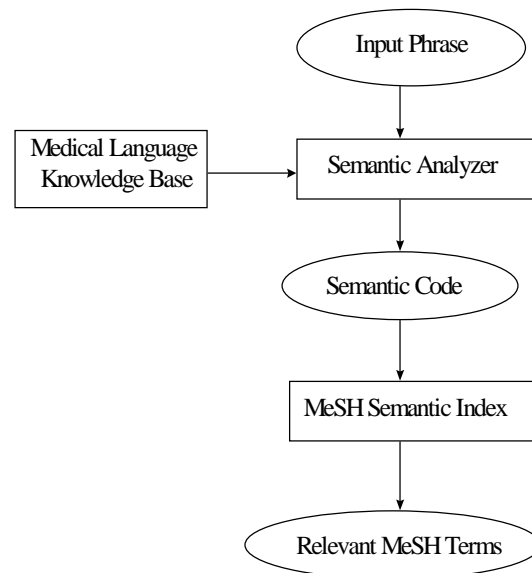 Input Phrase
Medical Language
Knowledge Base
Semantic Analyzer
Semantic Code
MeSH Semantic Index
Relevant MeSH Terms